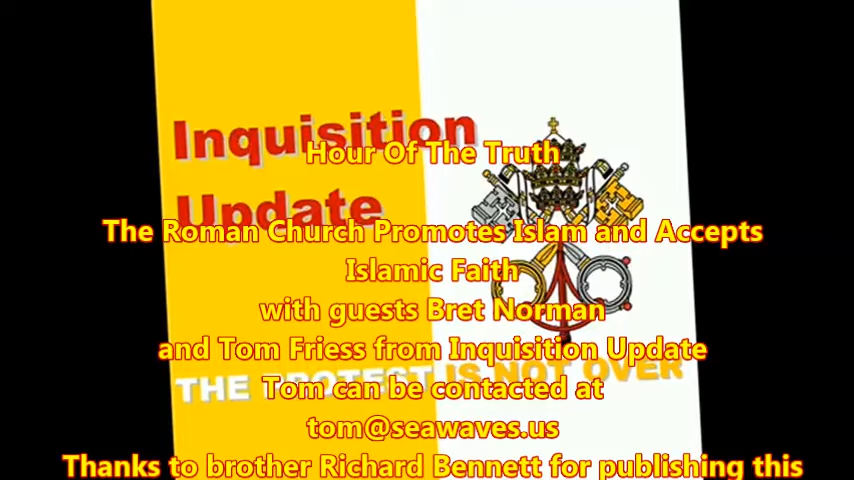 Inquisition
Update
THE PROTEST IS NOT OVER
Hour Of The Truth
The Roman Church Promotes Islam and Accepts
Islamic Faith
with guests Bret Norman
and Tom Friess from Inquisition Update
Tom can be contacted at
tom@seawaves.us
Thanks to brother Richard Bennett for publishing this